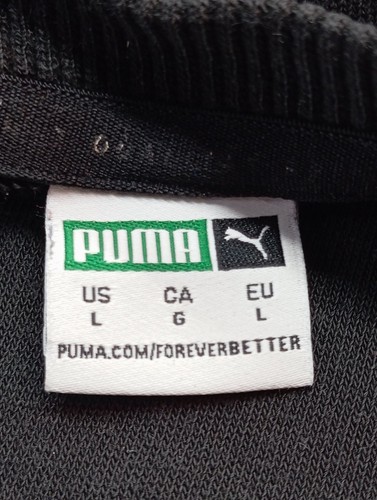 PUMA
US CA EU
L G L
PUMA.COM/FOREVERBETTER